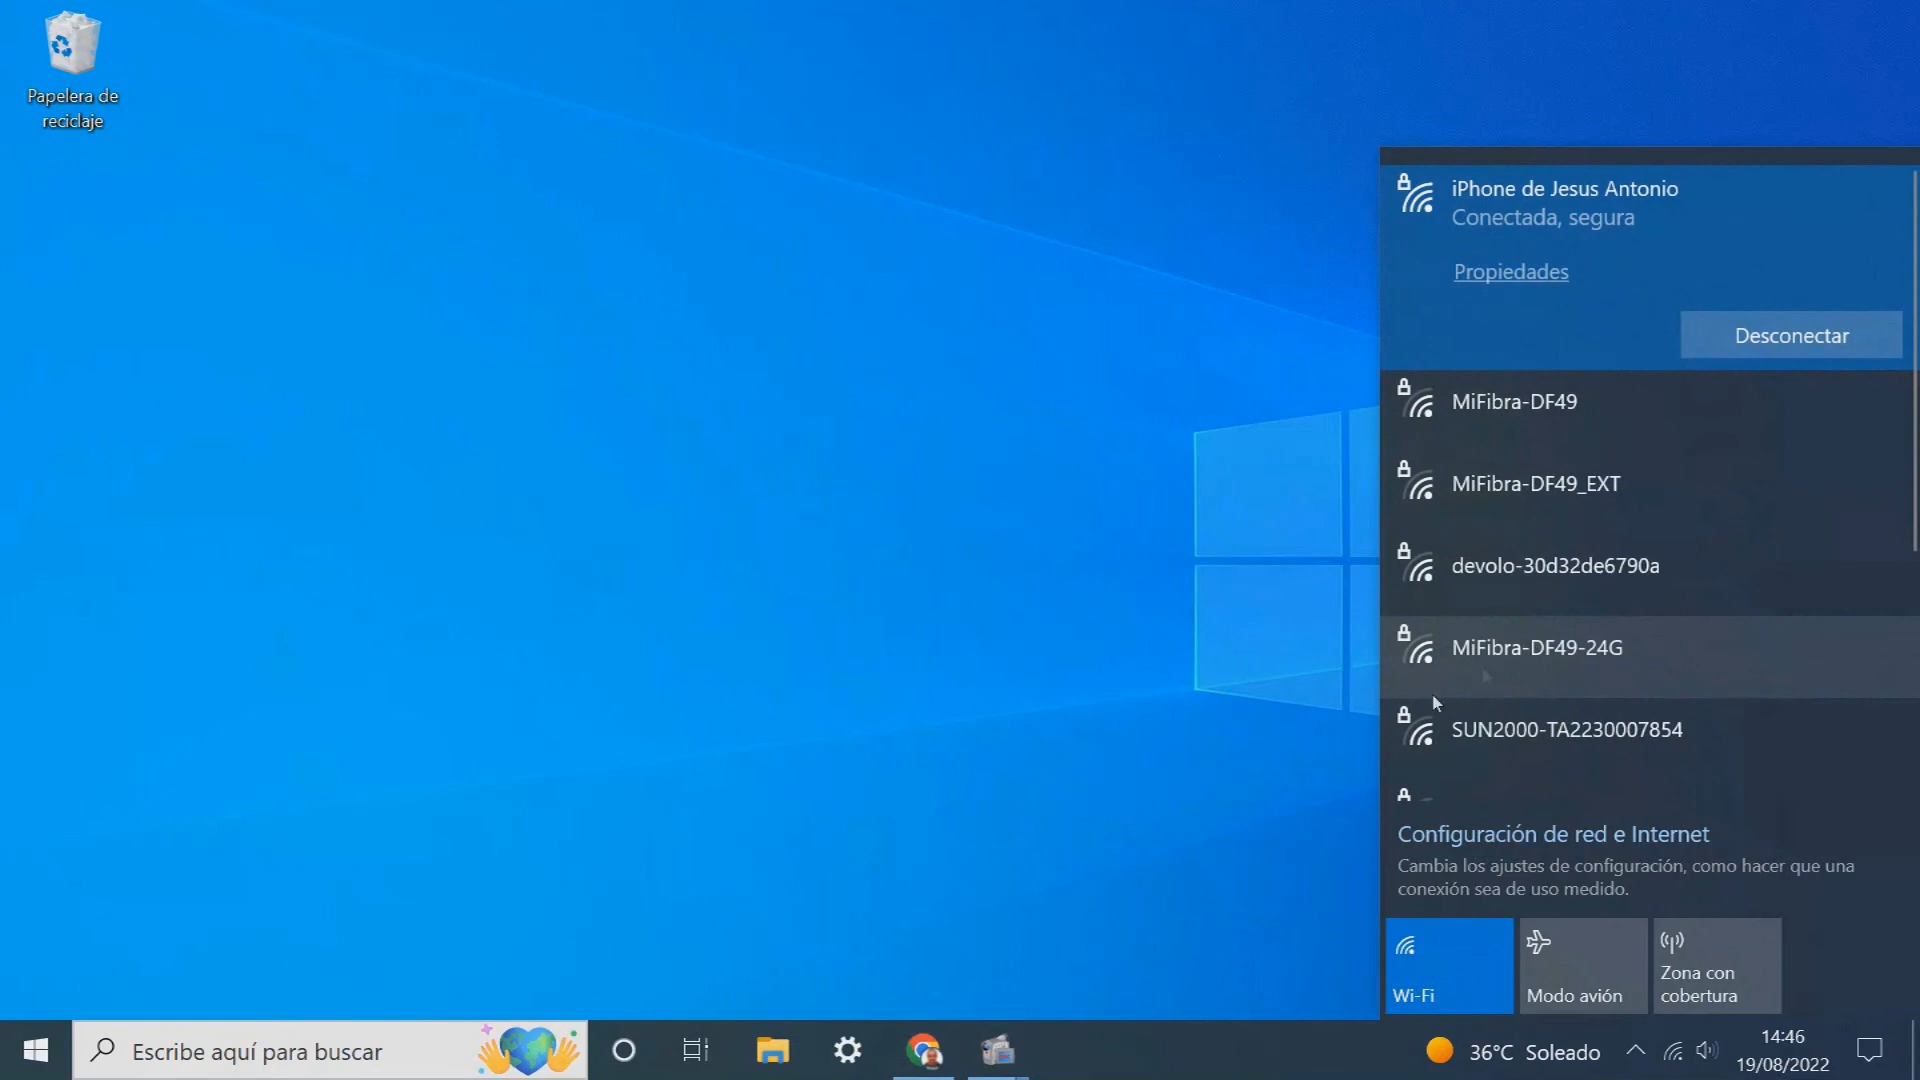 Papelera de
reciclaje
iPhone de Jesus Antonio
Conectada, segura
Propiedades
Desconectar
MiFibra-DF49
MiFibra-DF49_EXT
devolo-30d32de6790a
MiFibra-DF49-24G
SUN2000-TA2230007854
Configuración de red e Internet
Cambia los ajustes de configuración, como hacer que una
conexión sea de uso medido.
Wi-Fi
Modo avión
Zona con
cobertura
Escribe aquí para buscar
36°C Soleado
14:46
19/08/2022